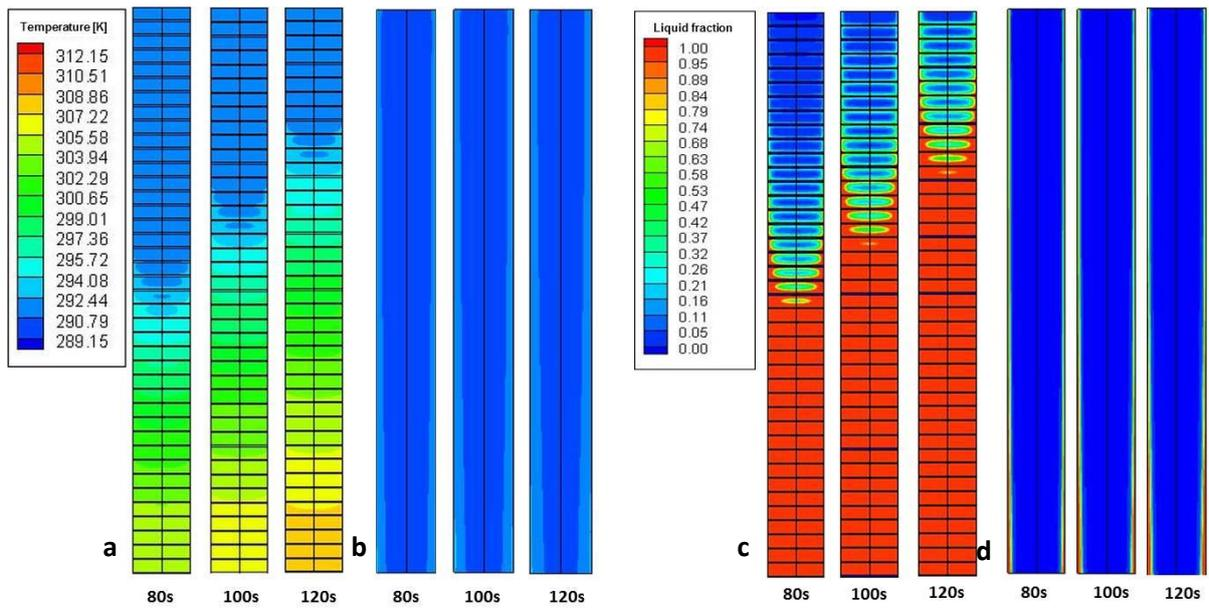 Temperature [K]
312.15
310.51
308.86
307.22
305.58
303.94
302.29
300.65
299.01
297.36
295.72
294.08
292.44
290.79
289.15
a
80s
100s
120s
b
80s
100s
120s
Liquid fraction
1.00
0.95
0.89
0.84
0.79
0.74
0.68
0.63
0.58
0.53
0.47
0.42
0.37
0.32
0.26
0.21
0.16
0.11
0.05
0.00
c
80s
100s
120s
d
80s
100s
120s